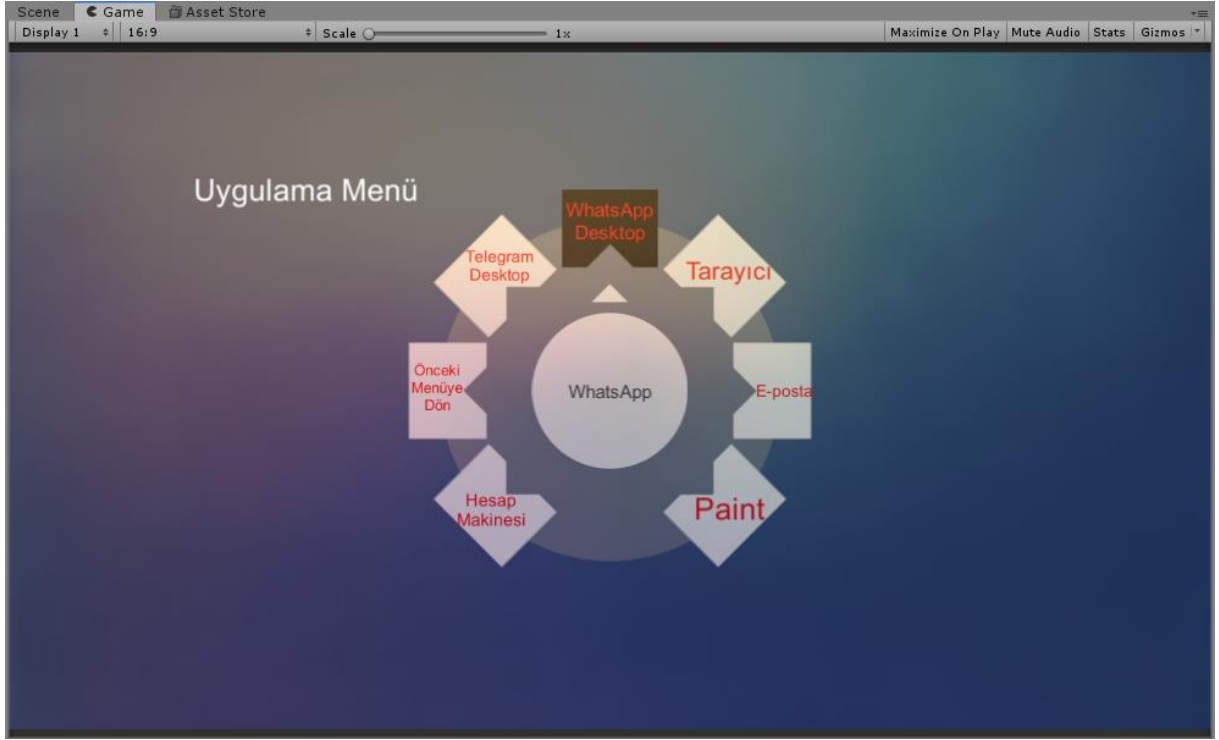 Scene Game Asset Store
Display 1 16:9 Scale 1x Maximize On Play Mute Audio Stats Gizmos
Uygulama Menü
WhatsApp
Desktop
Telegram
Desktop
Tarayıcı
Önceki
Menüye
Dön
WhatsApp
E-posta
Hesap
Makinesi
Paint